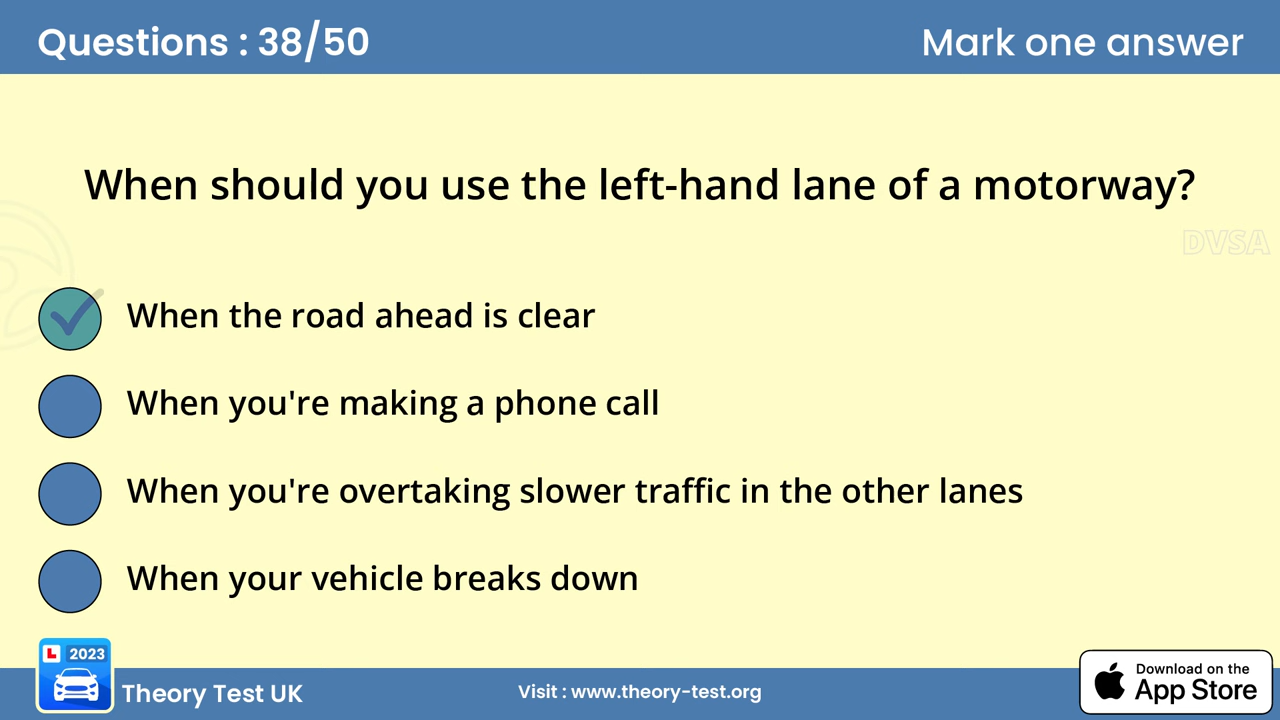 Questions : 38/50
Mark one answer
When should you use the left-hand lane of a motorway?
DVSA
When the road ahead is clear
When you're making a phone call
When you're overtaking slower traffic in the other lanes
When your vehicle breaks down
L 2023
Theory Test UK
Visit : www.theory-test.org
Download on the
App Store